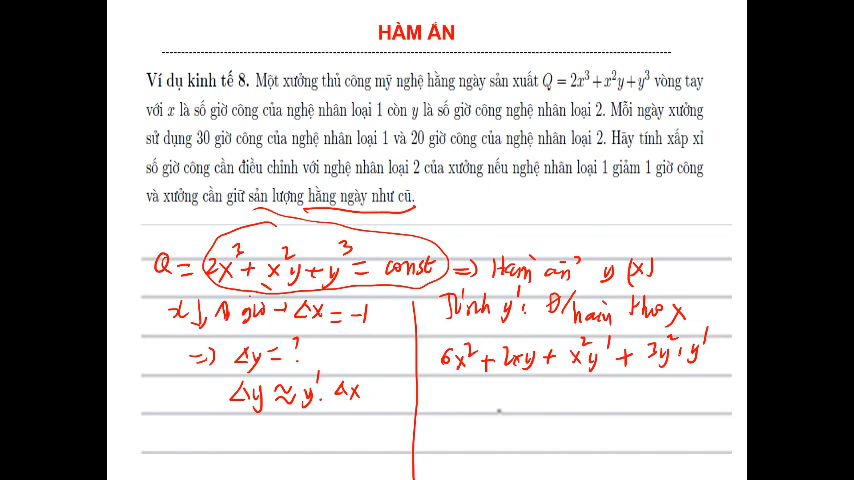 HÀM ẨN
Ví dụ kinh tế 8. Một xưởng thủ công mỹ nghệ hằng ngày sản xuất Q = 2x³ + x²y + y³ vòng tay
với x là số giờ công của nghệ nhân loại 1 còn y là số giờ công nghệ nhân loại 2. Mỗi ngày xưởng
sử dụng 30 giờ công của nghệ nhân loại 1 và 20 giờ công của nghệ nhân loại 2. Hãy tính xấp xỉ
số giờ công cần điều chỉnh với nghệ nhân loại 2 của xưởng nếu nghệ nhân loại 1 giảm 1 giờ công
và xưởng cần giữ sản lượng hằng ngày như cũ.
Q = 2x³ + x²y + y³ = const => Hàm ẩn y(x)
x ↓ 1 giờ → Δx = -1
=> Δy = ?
Δy ≈ y'. Δx
Tính y': Đ/hàm theo x
6x² + 2xy + x²y' + 3y².y'